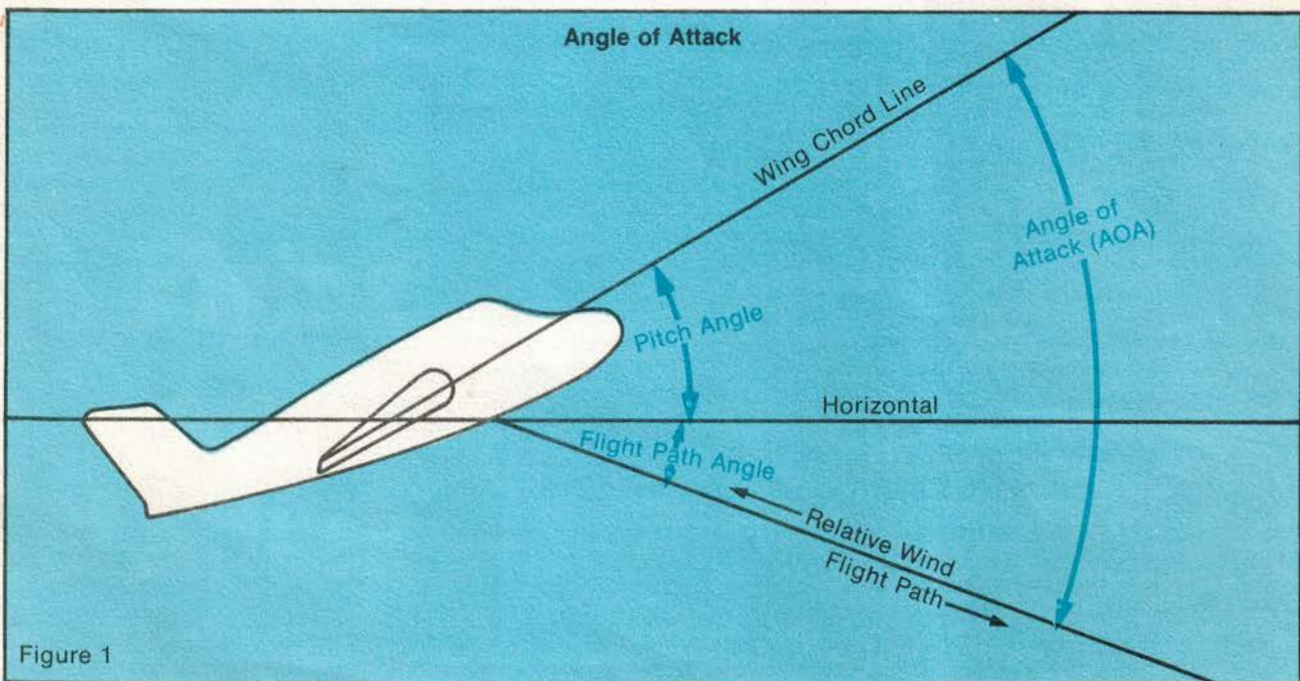 Angle of Attack
Wing Chord Line
Angle of
Attack (AOA)
Pitch Angle
Horizontal
Flight Path Angle
Relative Wind
Flight Path
Figure 1